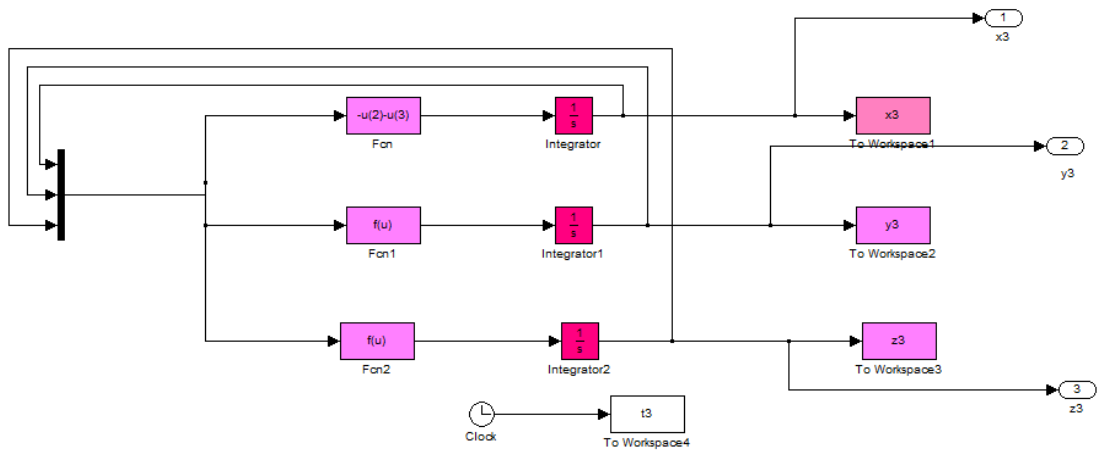 1
x3
-u(2)-u(3)
Fcn
1
s
Integrator
x3
To Workspace1
2
y3
f(u)
Fcn1
1
s
Integrator1
y3
To Workspace2
f(u)
Fcn2
1
s
Integrator2
z3
To Workspace3
3
z3
Clock
t3
To Workspace4